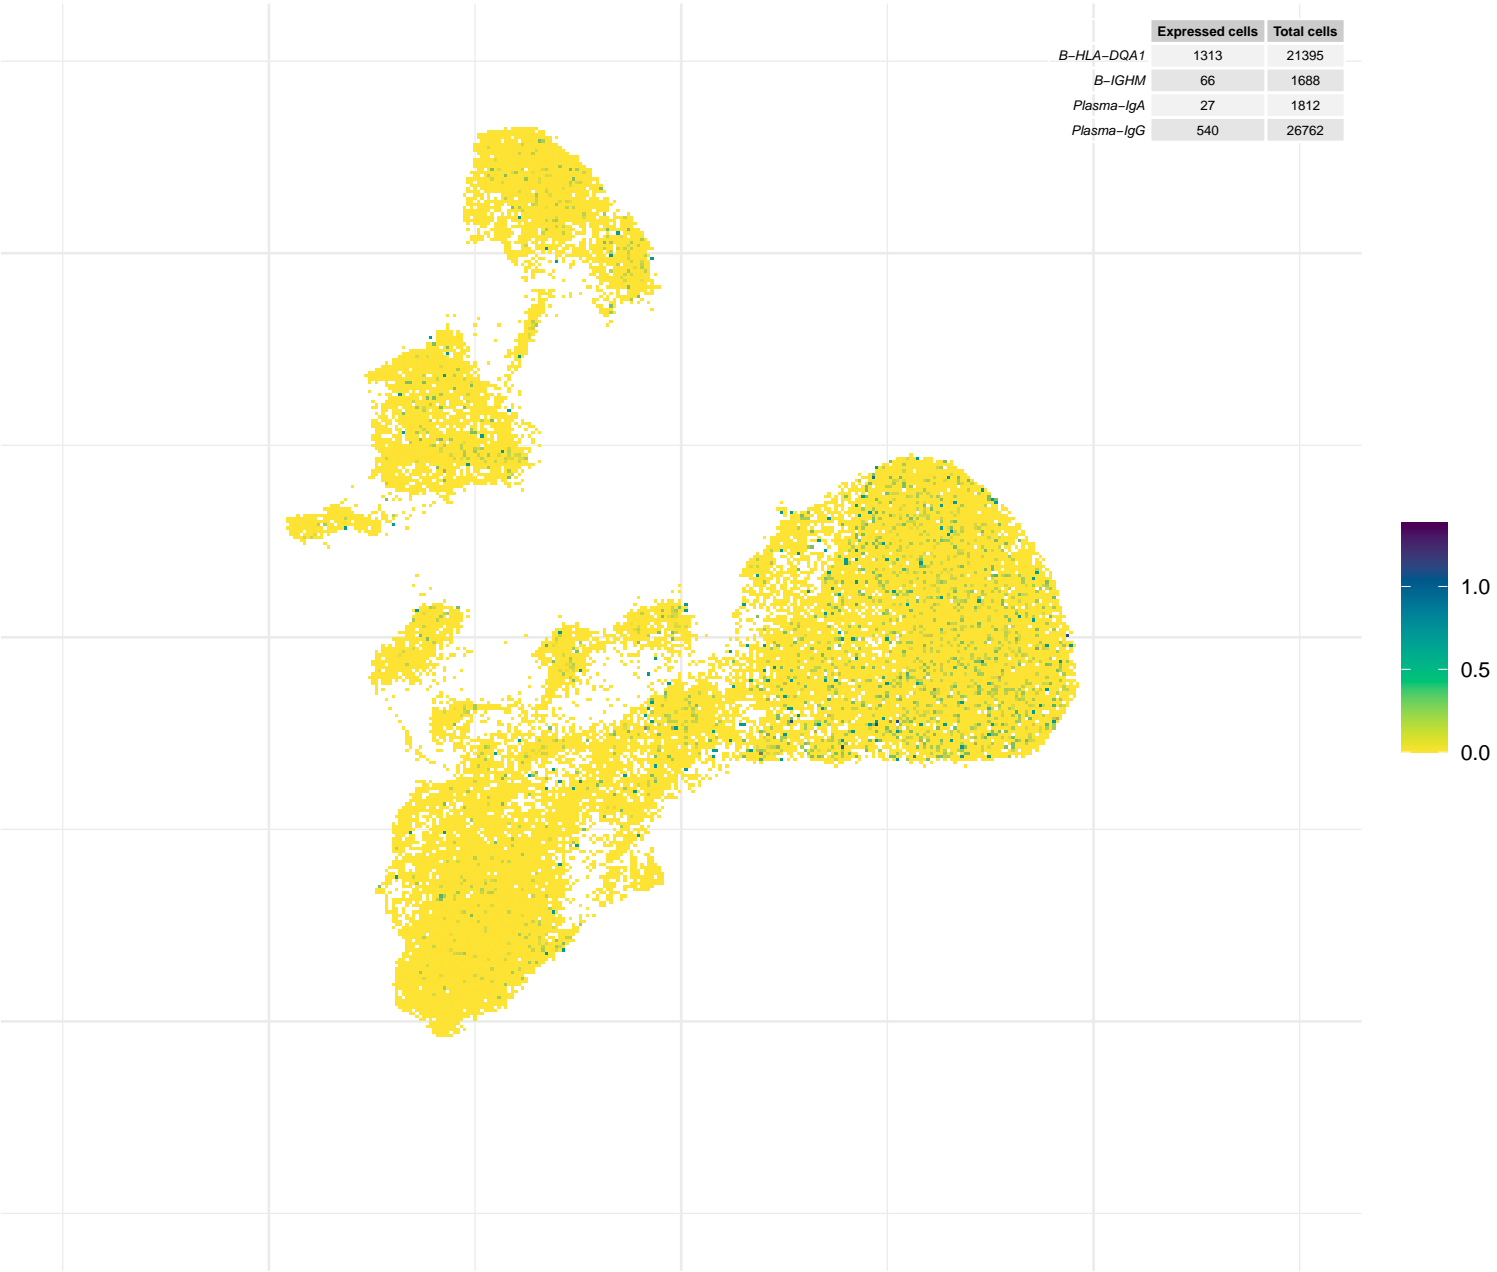 Expressed cells Total cells
B–HLA–DQA1 1313 21395
B–IGHM 66 1688
Plasma–IgA 27 1812
Plasma–IgG 540 26762
1.0
0.5
0.0